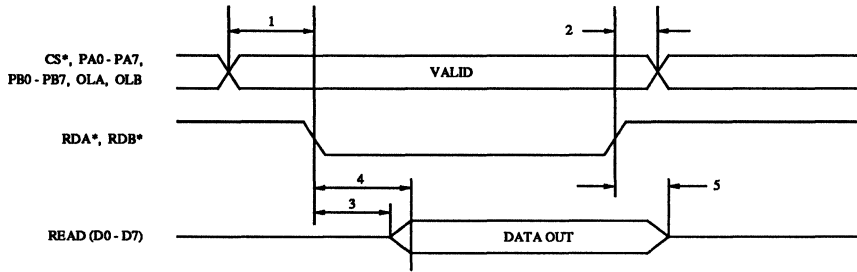 1
2
CS*, PA0 - PA7,
PB0 - PB7, OLA, OLB
VALID
RDA*, RDB*
4
5
3
READ (D0 - D7)
DATA OUT